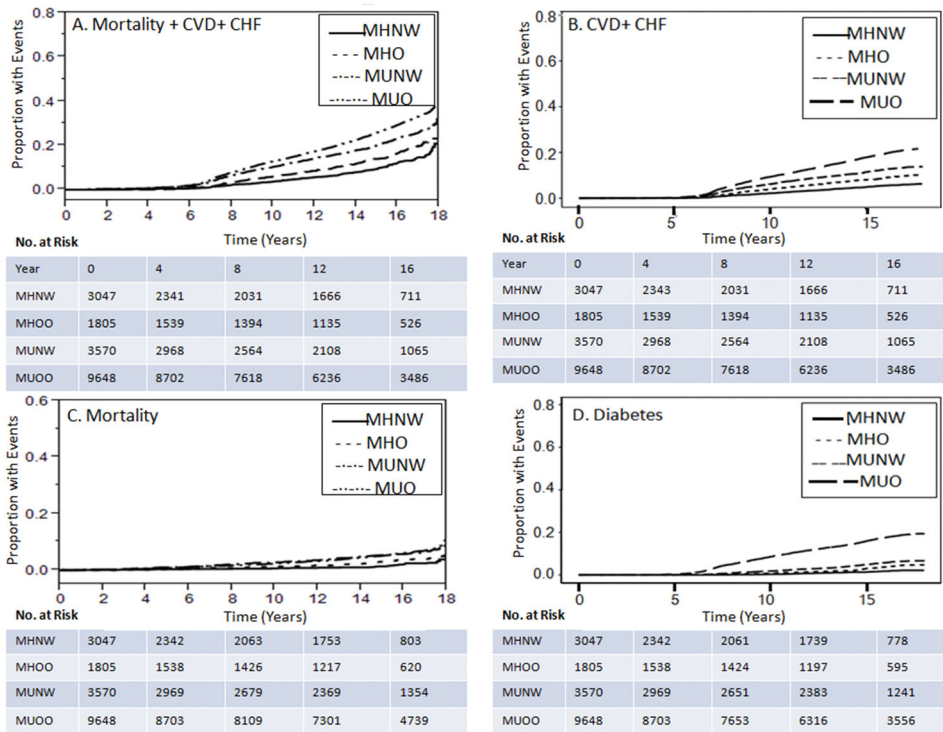 A. Mortality + CVD+ CHF
MHNW
MHO
MUNW
MUO
Proportion with Events
0.8
0.6
0.4
0.2
0.0
0 2 4 6 8 10 12 14 16 18
No. at Risk
Time (Years)
Year 0 4 8 12 16
MHNW 3047 2341 2031 1666 711
MHOO 1805 1539 1394 1135 526
MUNW 3570 2968 2564 2108 1065
MUOO 9648 8702 7618 6236 3486
B. CVD+ CHF
MHNW
MHO
MUNW
MUO
Proportion with Events
0.8
0.6
0.4
0.2
0.0
0 5 10 15
No. at Risk
Time (Years)
Year 0 4 8 12 16
MHNW 3047 2343 2031 1666 711
MHOO 1805 1539 1394 1135 526
MUNW 3570 2968 2564 2108 1065
MUOO 9648 8702 7618 6236 3486
C. Mortality
MHNW
MHO
MUNW
MUO
Proportion with Events
0.6
0.4
0.2
0.0
0 2 4 6 8 10 12 14 16 18
No. at Risk
Time (Years)
MHNW 3047 2342 2063 1753 803
MHOO 1805 1538 1426 1217 620
MUNW 3570 2969 2679 2369 1354
MUOO 9648 8703 8109 7301 4739
D. Diabetes
MHNW
MHO
MUNW
MUO
Proportion with Events
0.8
0.6
0.4
0.2
0.0
0 5 10 15
No. at Risk
Time (Years)
MHNW 3047 2342 2061 1739 778
MHOO 1805 1538 1424 1197 595
MUNW 3570 2969 2651 2383 1241
MUOO 9648 8703 7653 6316 3556